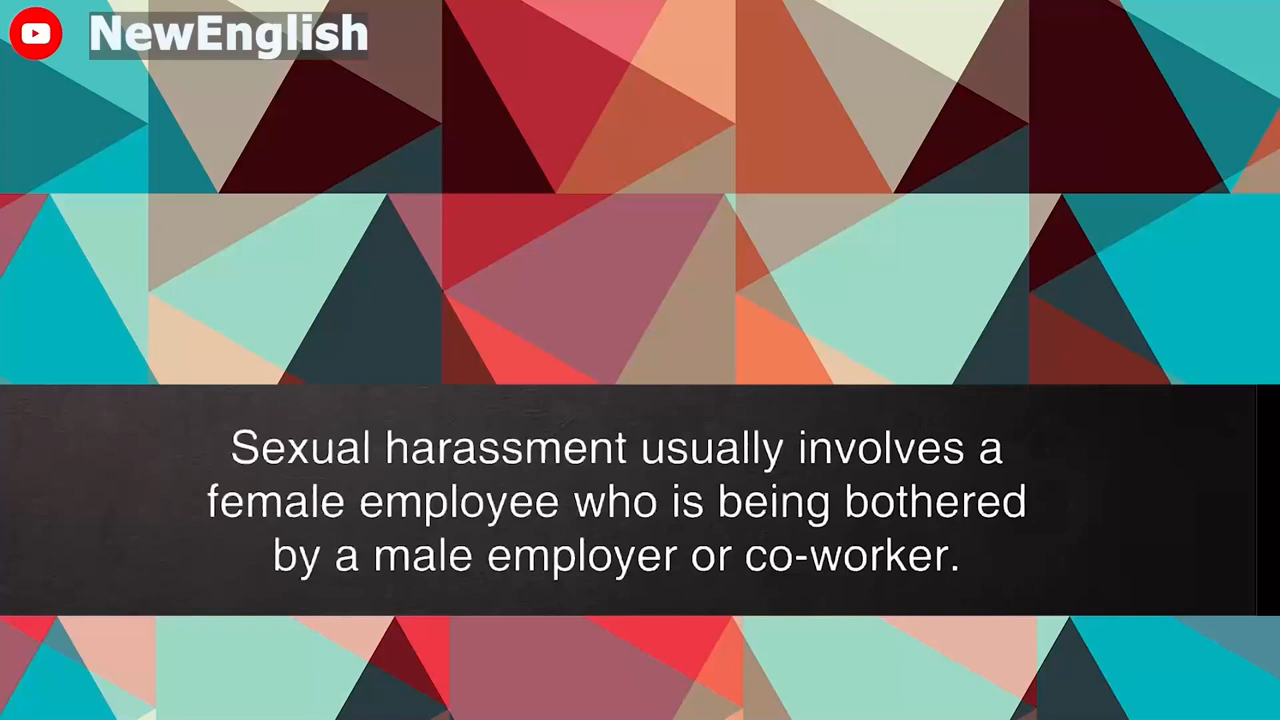 NewEnglish
Sexual harassment usually involves a
female employee who is being bothered
by a male employer or co-worker.